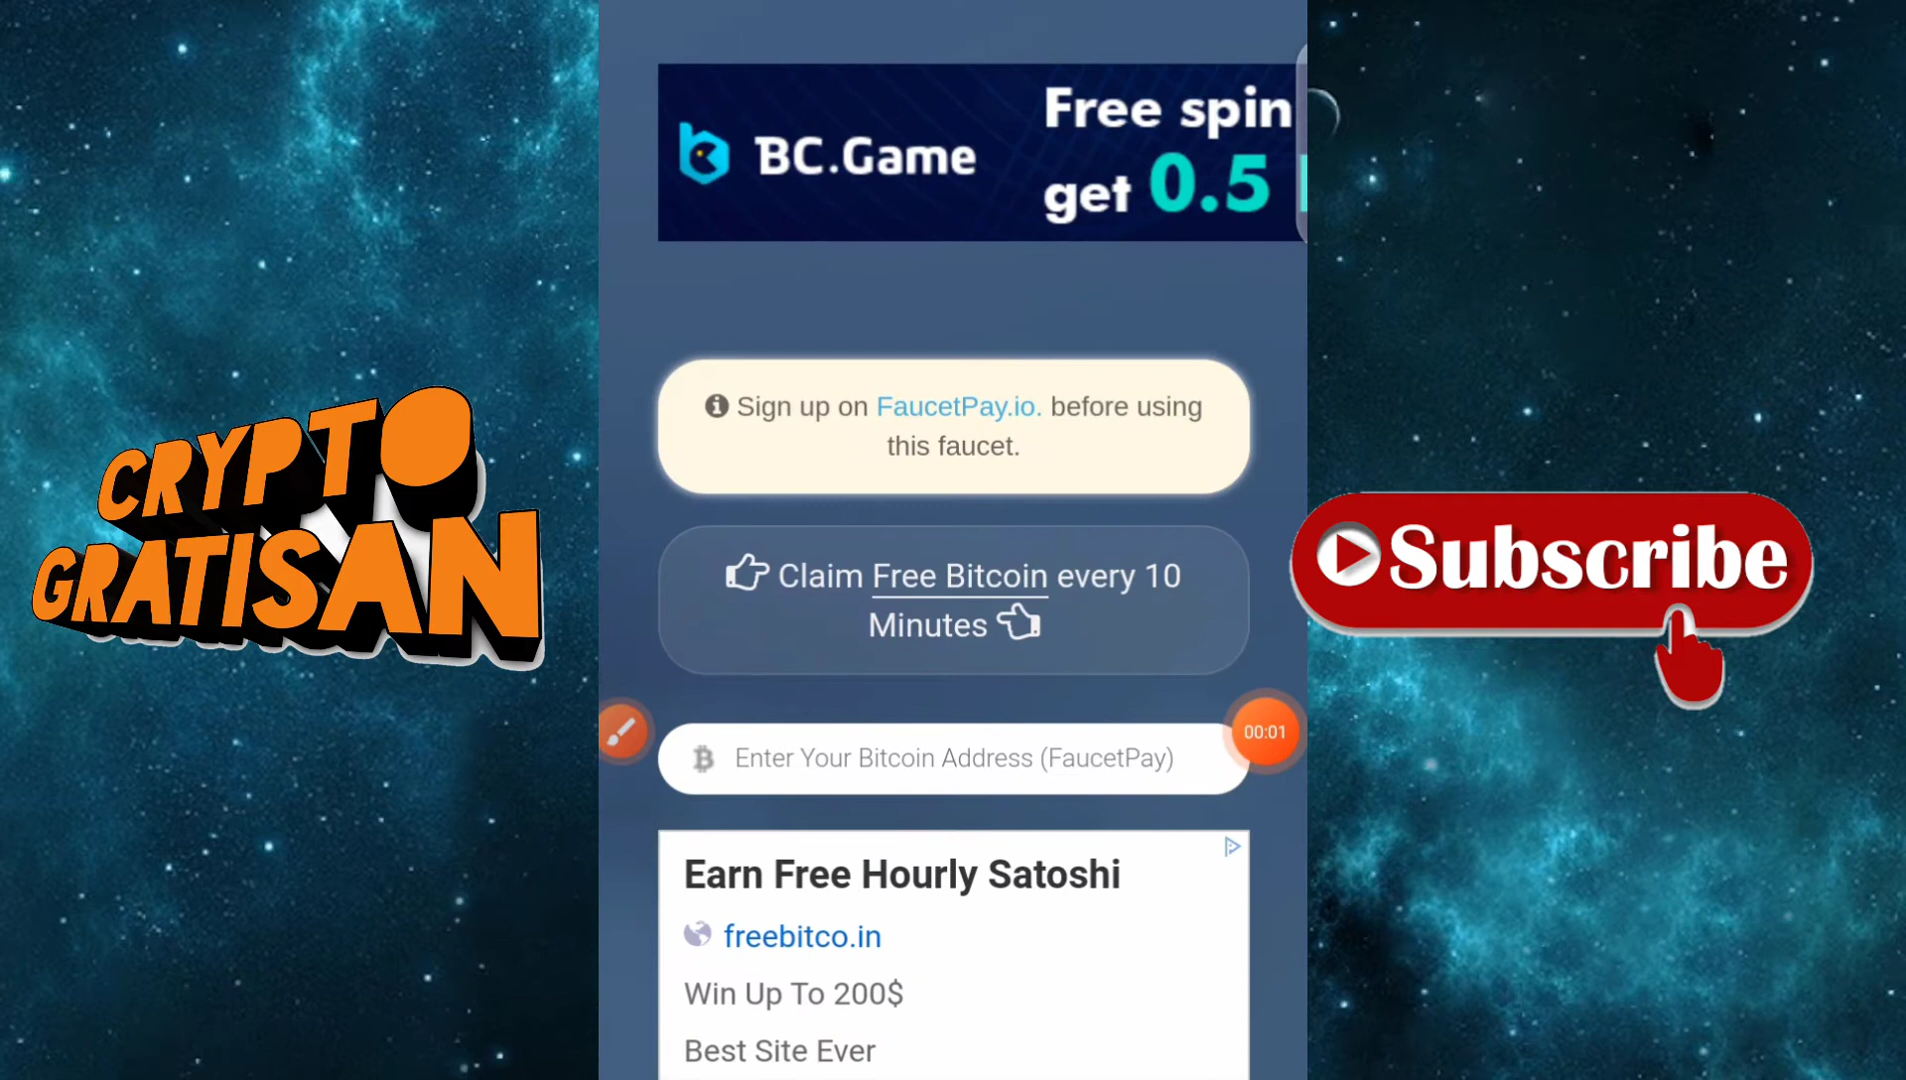 CRYPTO
GRATISAN
BC.Game
Free spin
get 0.5
Sign up on FaucetPay.io. before using
this faucet.
Claim Free Bitcoin every 10
Minutes
Enter Your Bitcoin Address (FaucetPay)
00:01
Earn Free Hourly Satoshi
freebitco.in
Win Up To 200$
Best Site Ever
Subscribe